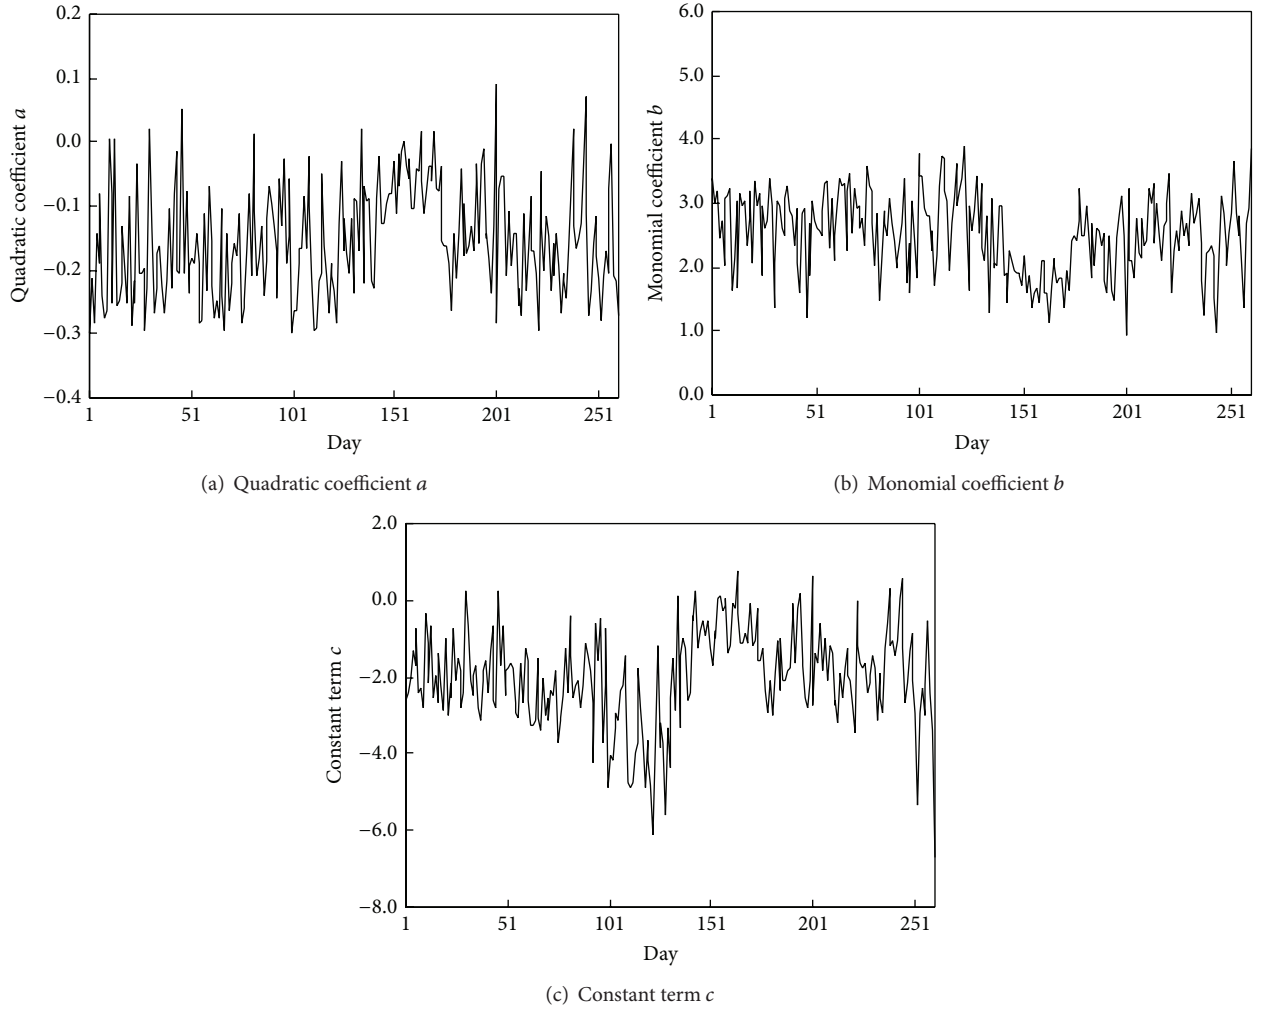 0.2
0.1
0.0
−0.1
−0.2
−0.3
−0.4
Quadratic coefficient a
1 51 101 151 201 251
Day
(a) Quadratic coefficient a
6.0
5.0
4.0
3.0
2.0
1.0
0.0
Monomial coefficient b
1 51 101 151 201 251
Day
(b) Monomial coefficient b
2.0
0.0
−2.0
−4.0
−6.0
−8.0
Constant term c
1 51 101 151 201 251
Day
(c) Constant term c